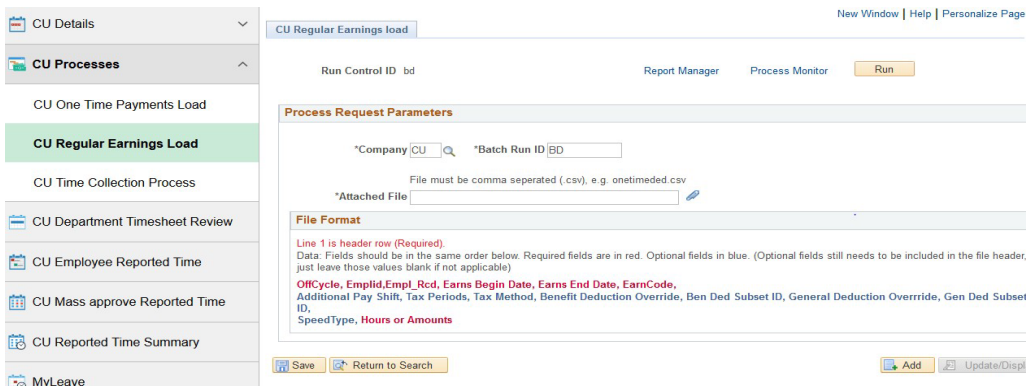 New Window | Help | Personalize Page
CU Details
CU Regular Earnings load
CU Processes
Run Control ID bd
Report Manager
Process Monitor
Run
CU One Time Payments Load
Process Request Parameters
CU Regular Earnings Load
*Company CU
*Batch Run ID BD
CU Time Collection Process
File must be comma seperated (.csv), e.g. onetimeded.csv
*Attached File
CU Department Timesheet Review
File Format
Line 1 is header row (Required).
Data: Fields should be in the same order below. Required fields are in red. Optional fields in blue. (Optional fields still needs to be included in the file header,
just leave those values blank if not applicable)
CU Employee Reported Time
OffCycle, Emplid,Empl_Rcd, Earns Begin Date, Earns End Date, EarnCode,
Additional Pay Shift, Tax Periods, Tax Method, Benefit Deduction Override, Ben Ded Subset ID, General Deduction Overrride, Gen Ded Subset
ID,
SpeedType, Hours or Amounts
CU Mass approve Reported Time
CU Reported Time Summary
Save
Return to Search
Add
Update/Displ
MyLeave